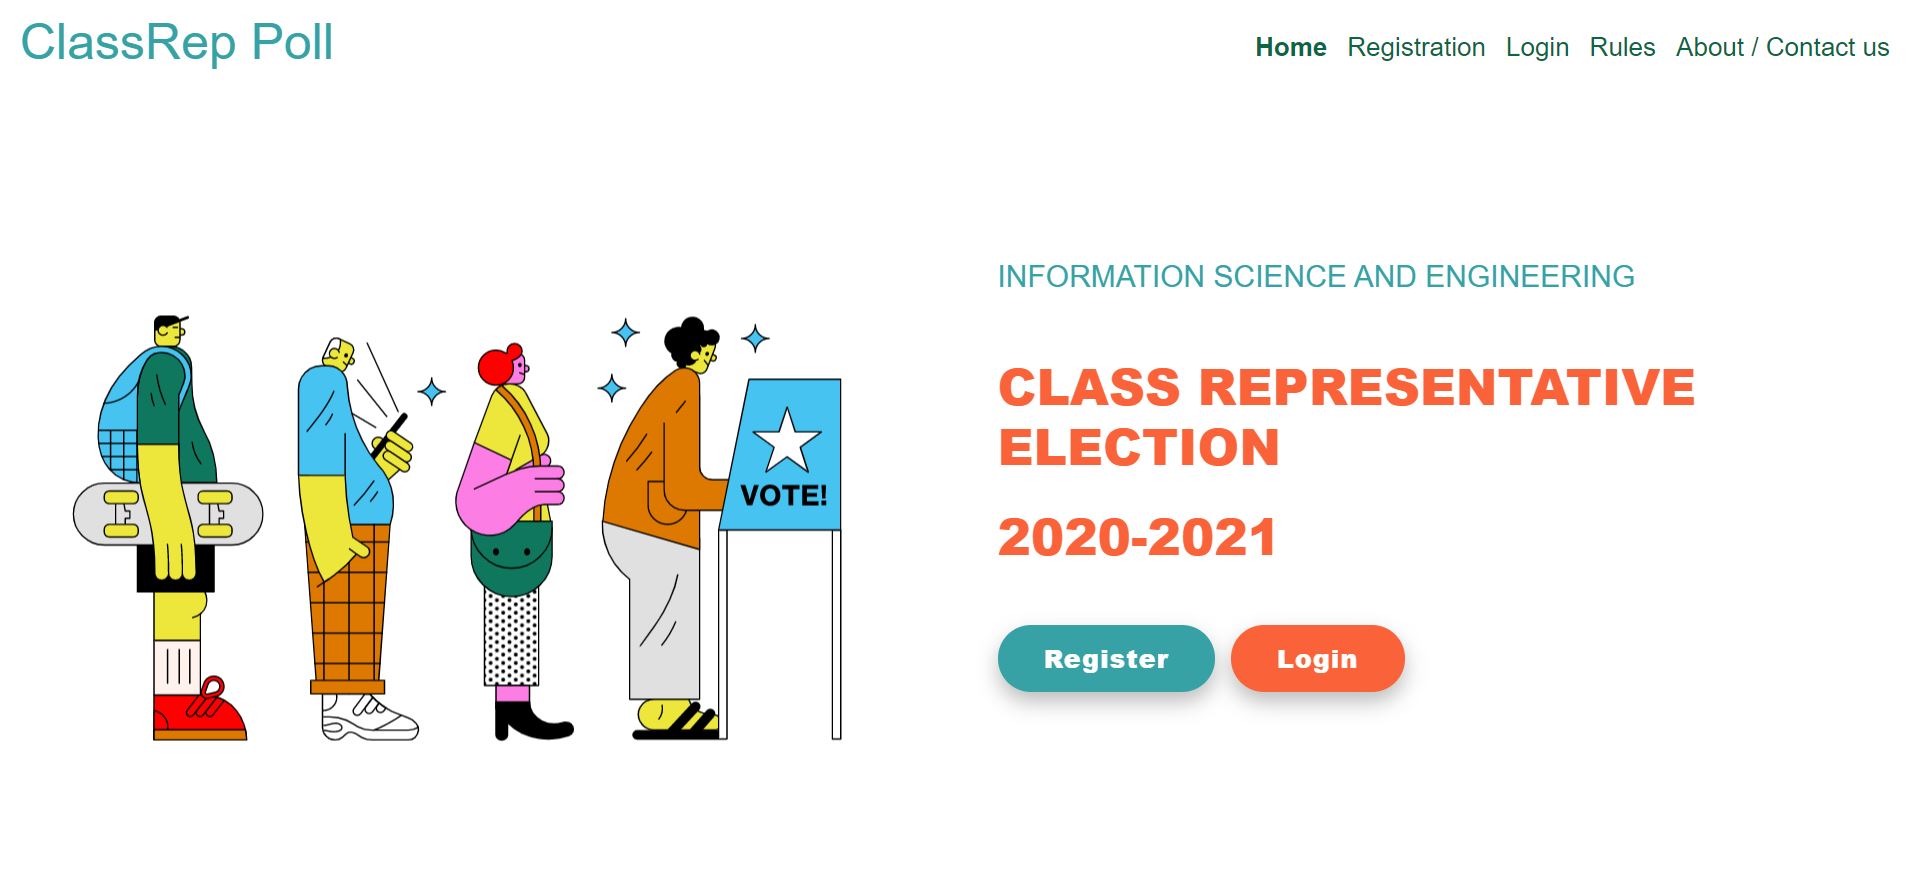 ClassRep Poll
Home Registration Login Rules About / Contact us
INFORMATION SCIENCE AND ENGINEERING
CLASS REPRESENTATIVE
ELECTION
2020-2021
VOTE!
Register Login